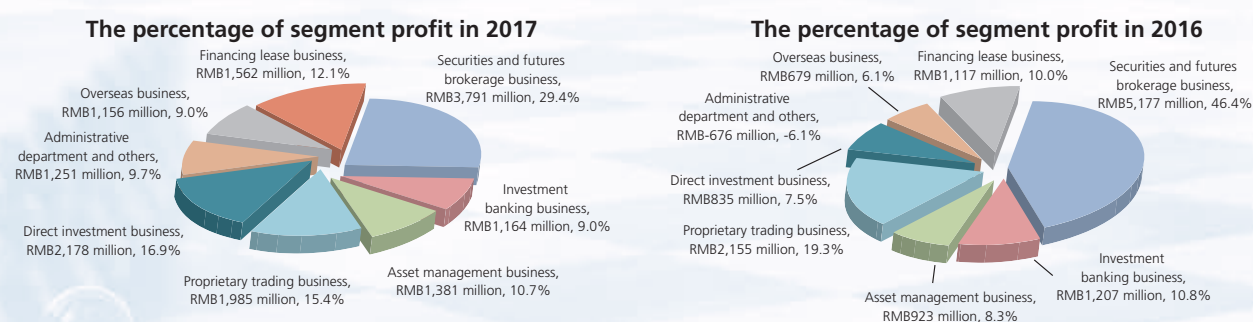 The percentage of segment profit in 2017
Financing lease business,
RMB1,562 million, 12.1%
Securities and futures
brokerage business,
RMB3,791 million, 29.4%
Overseas business,
RMB1,156 million, 9.0%
Administrative
department and others,
RMB1,251 million, 9.7%
Investment
banking business,
RMB1,164 million, 9.0%
Direct investment business,
RMB2,178 million, 16.9%
Proprietary trading business,
RMB1,985 million, 15.4%
Asset management business,
RMB1,381 million, 10.7%
The percentage of segment profit in 2016
Overseas business,
RMB679 million, 6.1%
Financing lease business,
RMB1,117 million, 10.0%
Securities and futures
brokerage business,
RMB5,177 million, 46.4%
Administrative
department and others,
RMB-676 million, -6.1%
Direct investment business,
RMB835 million, 7.5%
Proprietary trading business,
RMB2,155 million, 19.3%
Investment
banking business,
RMB1,207 million, 10.8%
Asset management business,
RMB923 million, 8.3%